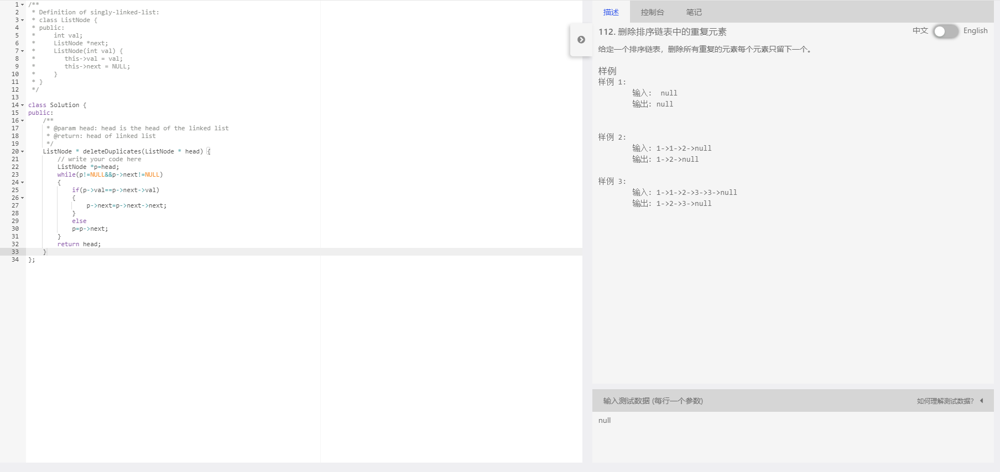 1 /**
2  * Definition of singly-linked-list:
3  * class ListNode {
4  * public:
5  *     int val;
6  *     ListNode *next;
7  *     ListNode(int val) {
8  *        this->val = val;
9  *        this->next = NULL;
10  *     }
11  * }
12  */
13
14 class Solution {
15 public:
16     /**
17      * @param head: head is the head of the linked list
18      * @return: head of linked list
19      */
20     ListNode * deleteDuplicates(ListNode * head) {
21         // write your code here
22         ListNode *p=head;
23         while(p!=NULL&&p->next!=NULL)
24         {
25             if(p->val==p->next->val)
26             {
27                 p->next=p->next->next;
28             }
29             else
30             p=p->next;
31         }
32         return head;
33     }
34 };
描述 控制台 笔记
112. 删除排序链表中的重复元素 中文 English
给定一个排序链表，删除所有重复的元素每个元素只留下一个。
样例
样例 1:
输入:  null
输出: null
样例 2:
输入: 1->1->2->null
输出: 1->2->null
样例 3:
输入: 1->1->2->3->3->null
输出: 1->2->3->null
输入测试数据 (每行一个参数) 如何理解测试数据?
null